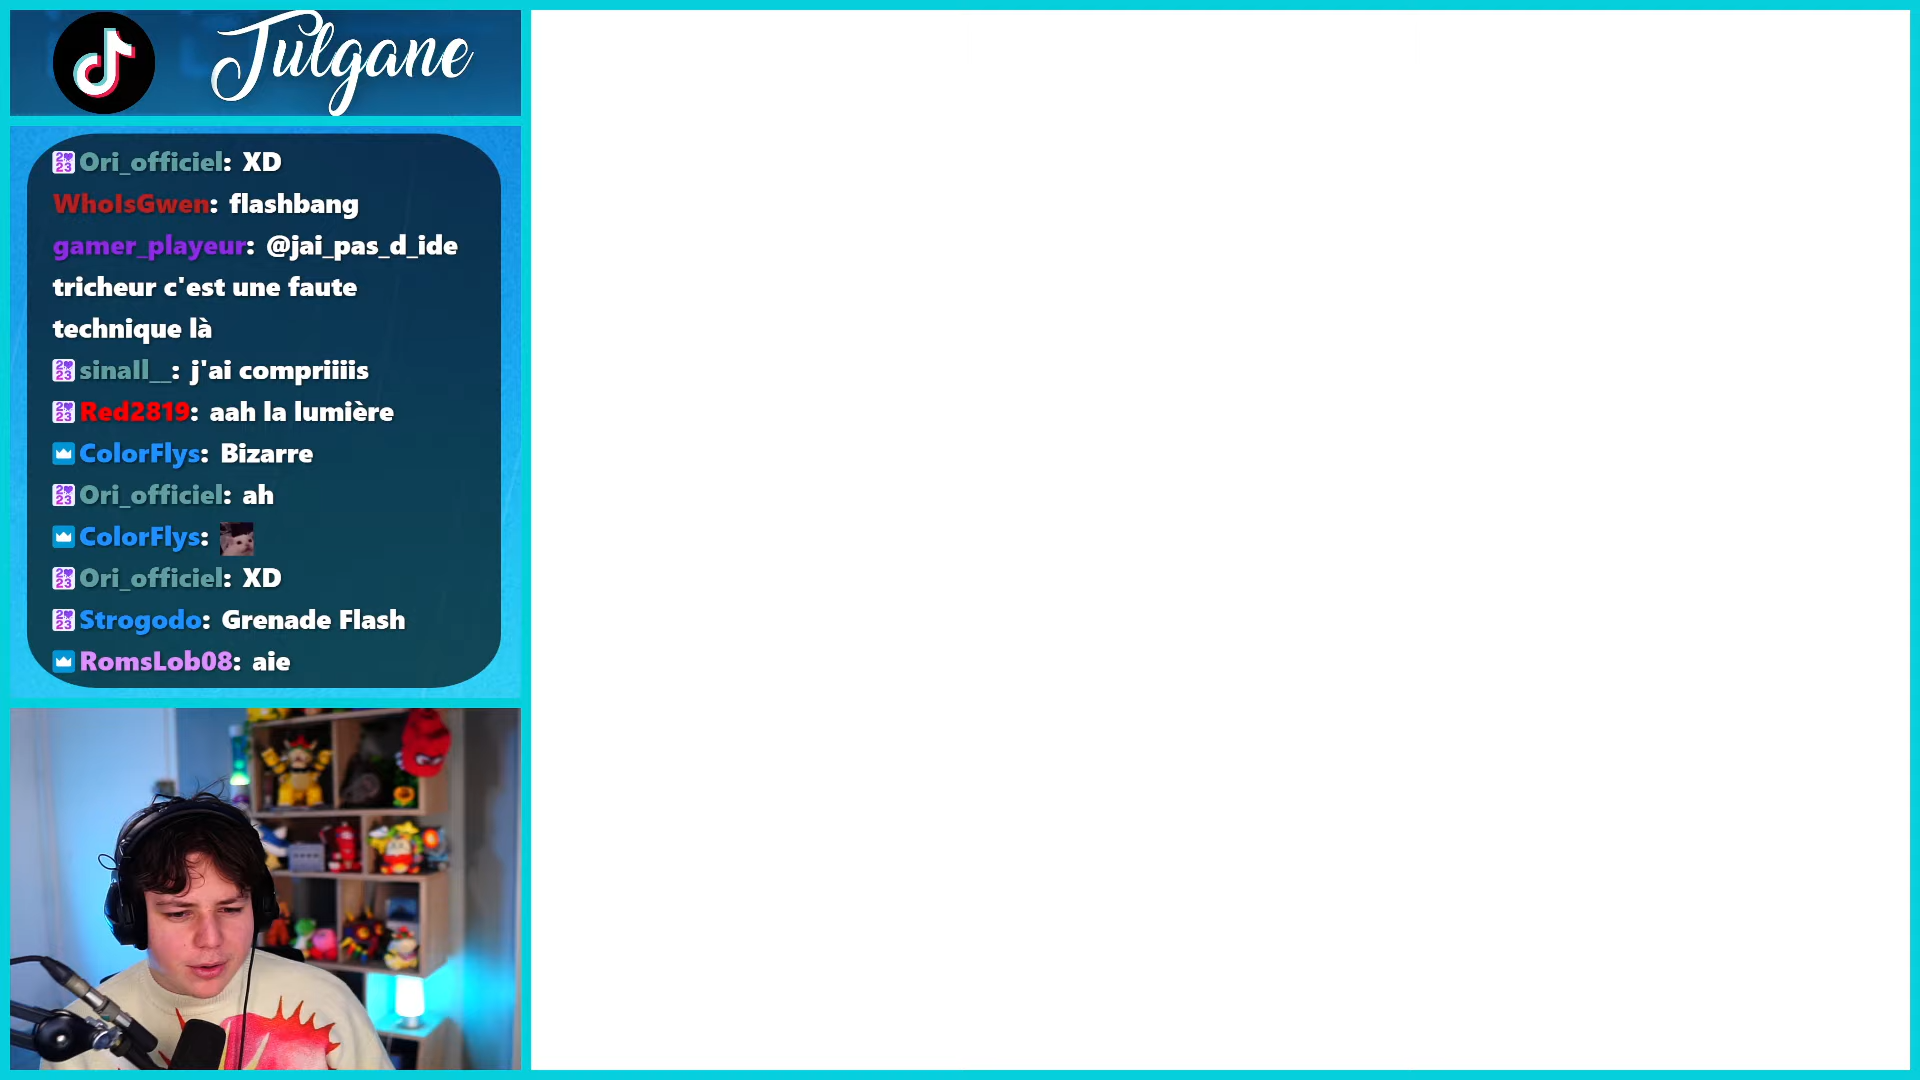 Julgane
Ori_officiel: XD
WhoIsGwen: flashbang
gamer_playeur: @jai_pas_d_ide
tricheur c'est une faute
technique là
sinall__: j'ai compriiiis
Red2819: aah la lumière
ColorFlys: Bizarre
Ori_officiel: ah
ColorFlys:
Ori_officiel: XD
Strogodo: Grenade Flash
RomsLob08: aie